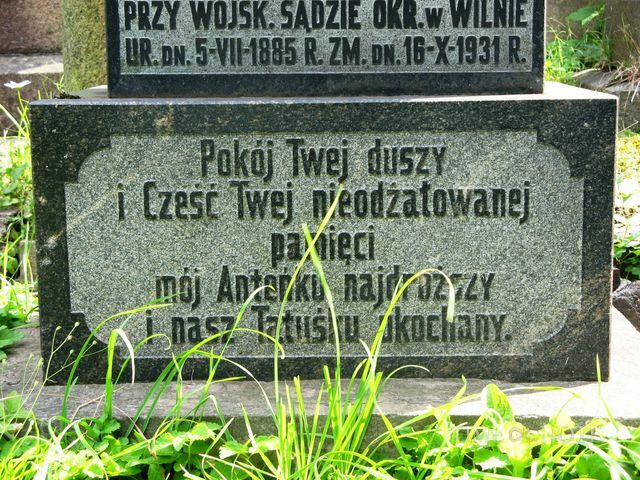 PRZY WOJSK. SĄDZIE OKR. w WILNIE
UR. DN. 5-VII-1885 R. ZM. DN. 16-X-1931 R.
Pokój Twej duszy
i Cześć Twej nieodżałowanej
pamięci
mój Anteńku najdroższy
i nasz Tatuśku ukochany.